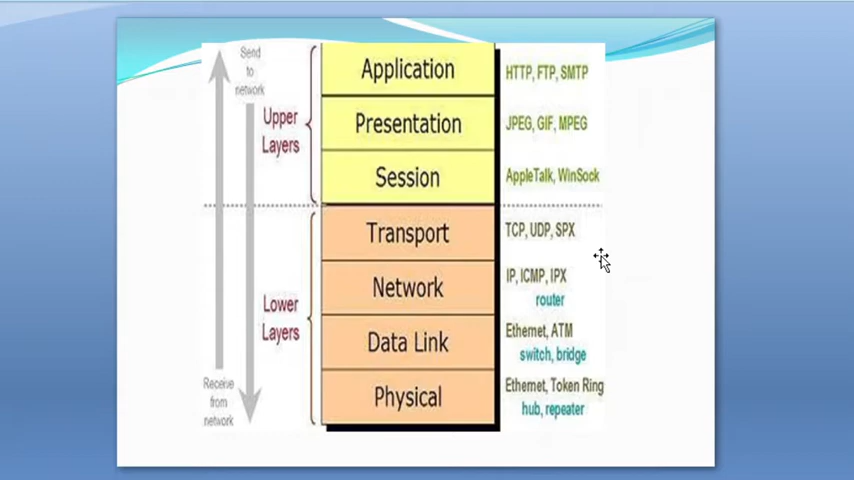 Send
to
network
Upper
Layers
Application
HTTP, FTP, SMTP
Presentation
JPEG, GIF, MPEG
Session
AppleTalk, WinSock
Lower
Layers
Transport
TCP, UDP, SPX
Network
IP, ICMP, IPX
router
Data Link
Ethernet, ATM
switch, bridge
Physical
Ethernet, Token Ring
hub, repeater
Receive
from
network